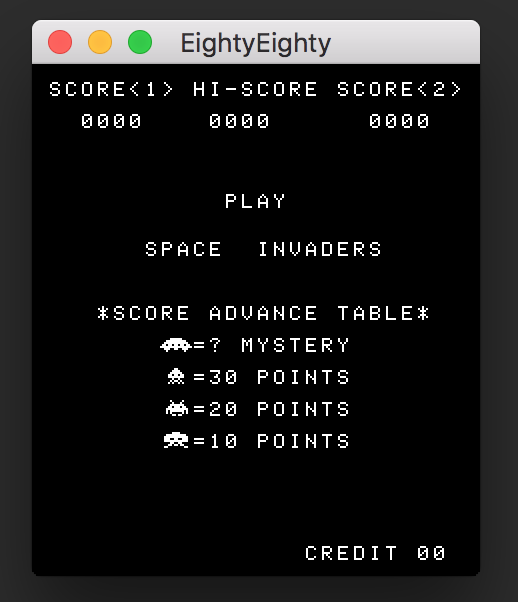 EightyEighty
SCORE<1> HI-SCORE SCORE<2>
0000 0000 0000
PLAY
SPACE INVADERS
*SCORE ADVANCE TABLE*
=? MYSTERY
=30 POINTS
=20 POINTS
=10 POINTS
CREDIT 00